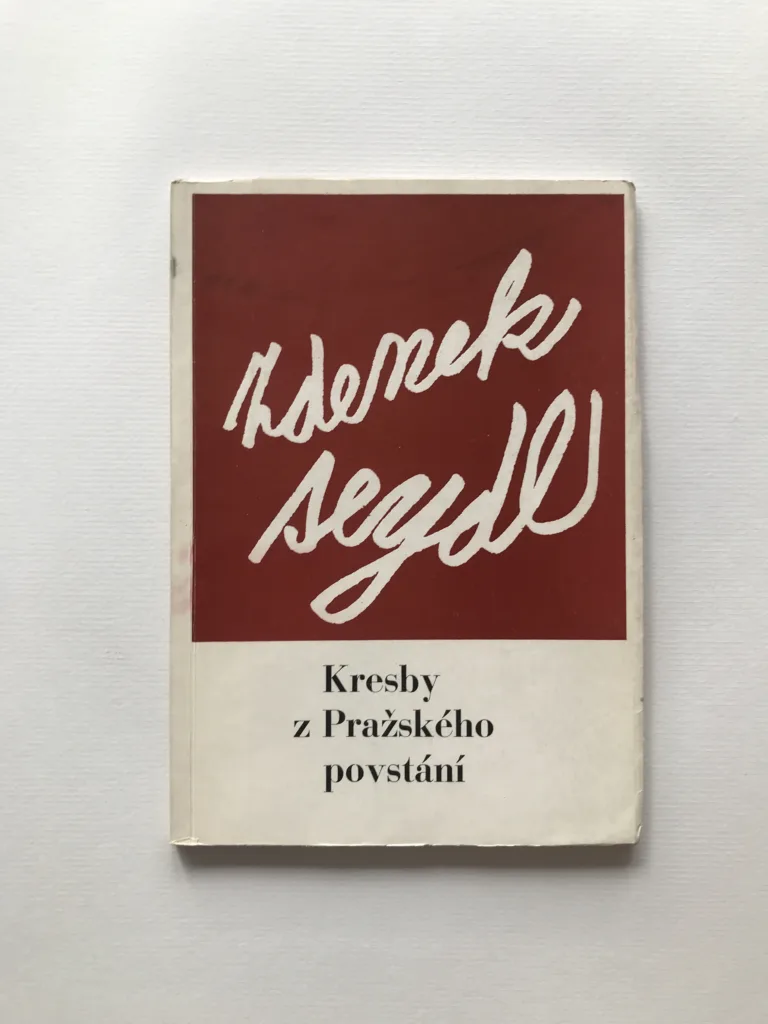 Zdenek
seydl
Kresby
z Pražského
povstání